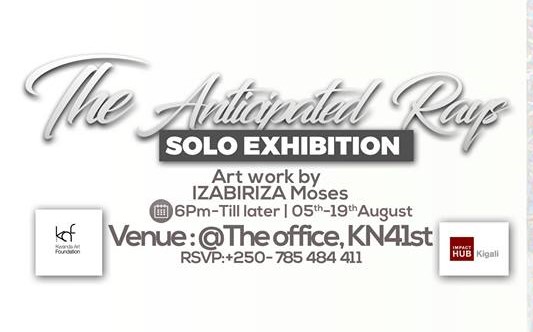 The Anticipated Rays
SOLO EXHIBITION
Art work by
IZABIRIZA Moses
6Pm-Till later | 05th-19th August
Venue : @The office, KN41st
RSVP:+250- 785 484 411
kcf
Rwanda Art
Foundation
IMPACT
HUB
Kigali